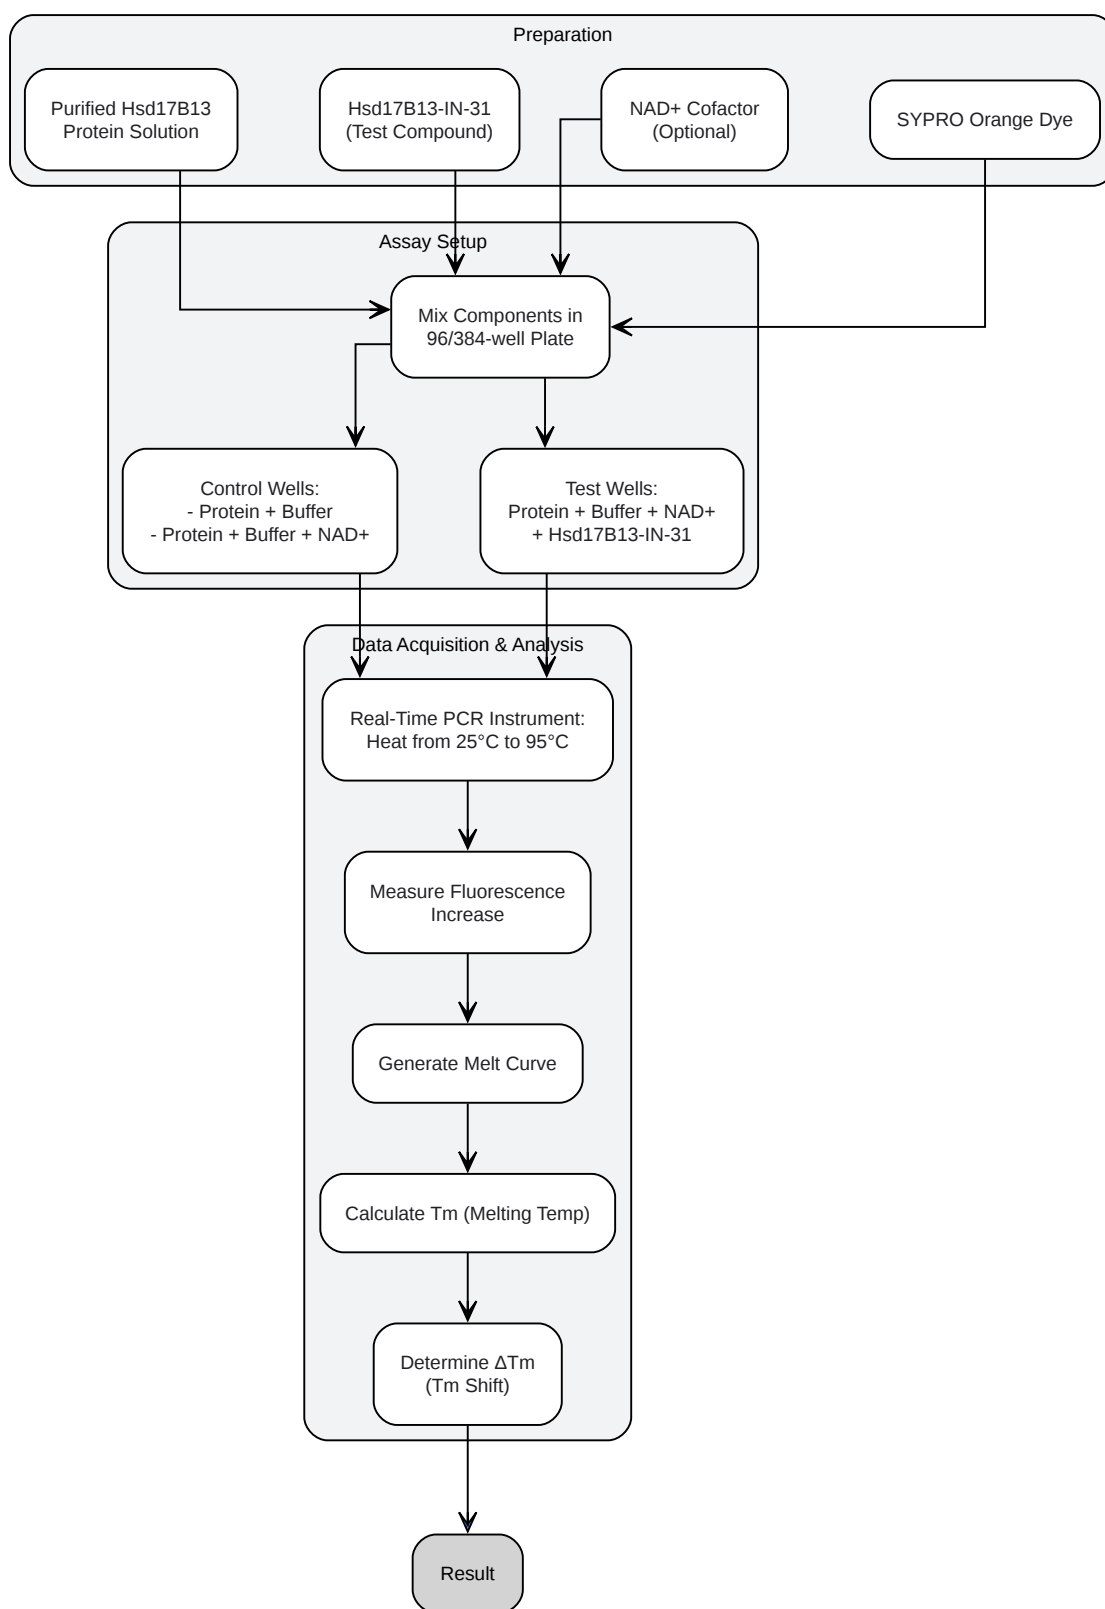 Preparation
Purified Hsd17B13
Protein Solution
Hsd17B13-IN-31
(Test Compound)
NAD+ Cofactor
(Optional)
SYPRO Orange Dye
Assay Setup
Mix Components in
96/384-well Plate
Control Wells:
- Protein + Buffer
- Protein + Buffer + NAD+
Test Wells:
Protein + Buffer + NAD+
+ Hsd17B13-IN-31
Data Acquisition & Analysis
Real-Time PCR Instrument:
Heat from 25°C to 95°C
Measure Fluorescence
Increase
Generate Melt Curve
Calculate Tm (Melting Temp)
Determine ΔTm
(Tm Shift)
Result